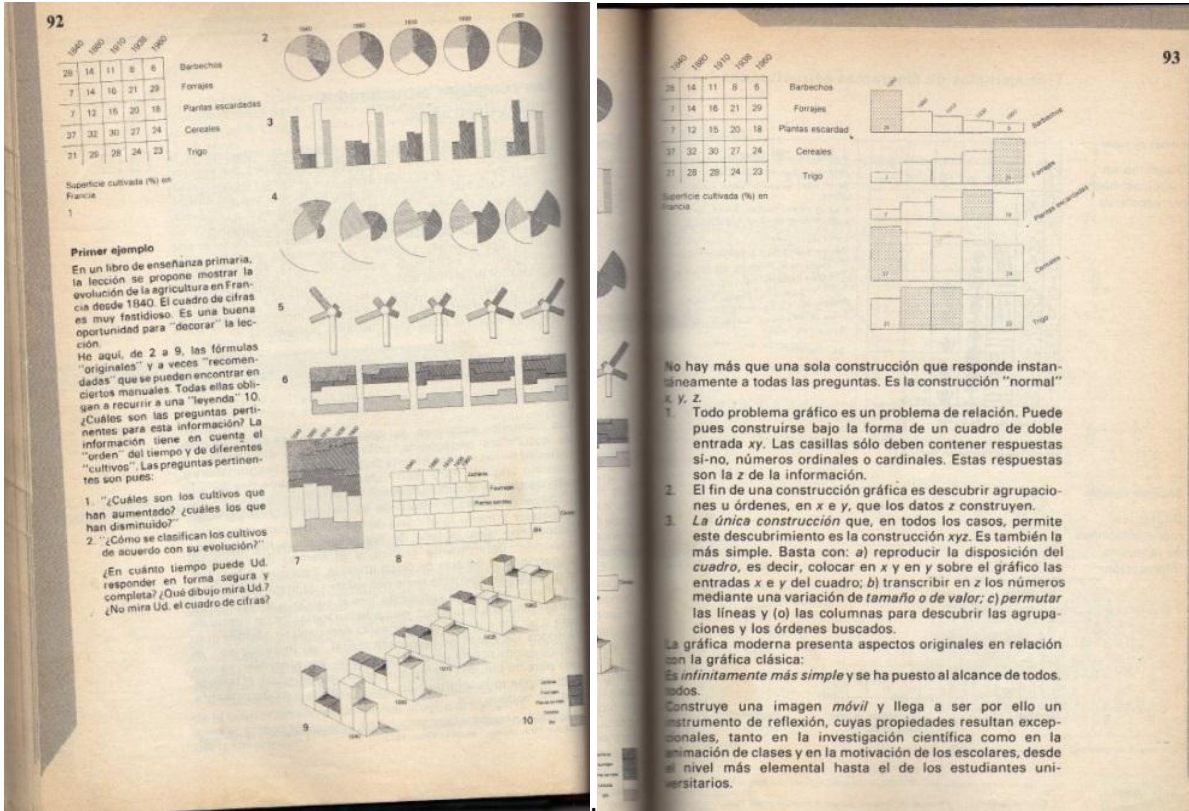 92
1840 1880 1910 1938 1960
28 14 11 8 6 Barbechos
7 14 16 21 29 Forrajes
7 12 15 20 18 Plantas escardadas
37 32 30 27 24 Cereales
21 28 28 24 23 Trigo
Superficie cultivada (%) en
Francia
1
2
3
4
5
6
7
8
9
10
Primer ejemplo
En un libro de enseñanza primaria,
la lección se propone mostrar la
evolución de la agricultura en Fran-
cia desde 1840. El cuadro de cifras
es muy fastidioso. Es una buena
oportunidad para "decorar" la lec-
ción.
He aquí, de 2 a 9, las fórmulas
"originales" y a veces "recomen-
dadas" que se pueden encontrar en
ciertos manuales. Todas ellas obli-
gan a recurrir a una "leyenda" 10.
¿Cuáles son las preguntas perti-
nentes para esta información? La
información tiene en cuenta el
"orden" del tiempo y de diferentes
"cultivos". Las preguntas pertinen-
tes son pues:
1. "¿Cuáles son los cultivos que
han aumentado? ¿cuáles los que
han disminuido?"
2. "¿Cómo se clasifican los cultivos
de acuerdo con su evolución?"
¿En cuánto tiempo puede Ud.
responder en forma segura y
completa? ¿Qué dibujo mira Ud.?
¿No mira Ud. el cuadro de cifras?
93
1840 1880 1910 1938 1960
28 14 11 8 6 Barbechos
7 14 16 21 29 Forrajes
7 12 15 20 18 Plantas escardad
37 32 30 27 24 Cereales
21 28 28 24 23 Trigo
Superficie cultivada (%) en
Francia
Barbechos
Forrajes
Plantas escardadas
Cereales
Trigo
No hay más que una sola construcción que responde instan-
táneamente a todas las preguntas. Es la construcción "normal"
x, y, z.
1. Todo problema gráfico es un problema de relación. Puede
pues construirse bajo la forma de un cuadro de doble
entrada xy. Las casillas sólo deben contener respuestas
sí-no, números ordinales o cardinales. Estas respuestas
son la z de la información.
2. El fin de una construcción gráfica es descubrir agrupacio-
nes u órdenes, en x e y, que los datos z construyen.
3. La única construcción que, en todos los casos, permite
este descubrimiento es la construcción xyz. Es también la
más simple. Basta con: a) reproducir la disposición del
cuadro, es decir, colocar en x y en y sobre el gráfico las
entradas x e y del cuadro; b) transcribir en z los números
mediante una variación de tamaño o de valor; c) permutar
las líneas y (o) las columnas para descubrir las agrupa-
ciones y los órdenes buscados.
La gráfica moderna presenta aspectos originales en relación
con la gráfica clásica:
Es infinitamente más simple y se ha puesto al alcance de todos.
todos.
Construye una imagen móvil y llega a ser por ello un
instrumento de reflexión, cuyas propiedades resultan excep-
cionales, tanto en la investigación científica como en la
animación de clases y en la motivación de los escolares, desde
el nivel más elemental hasta el de los estudiantes uni-
versitarios.